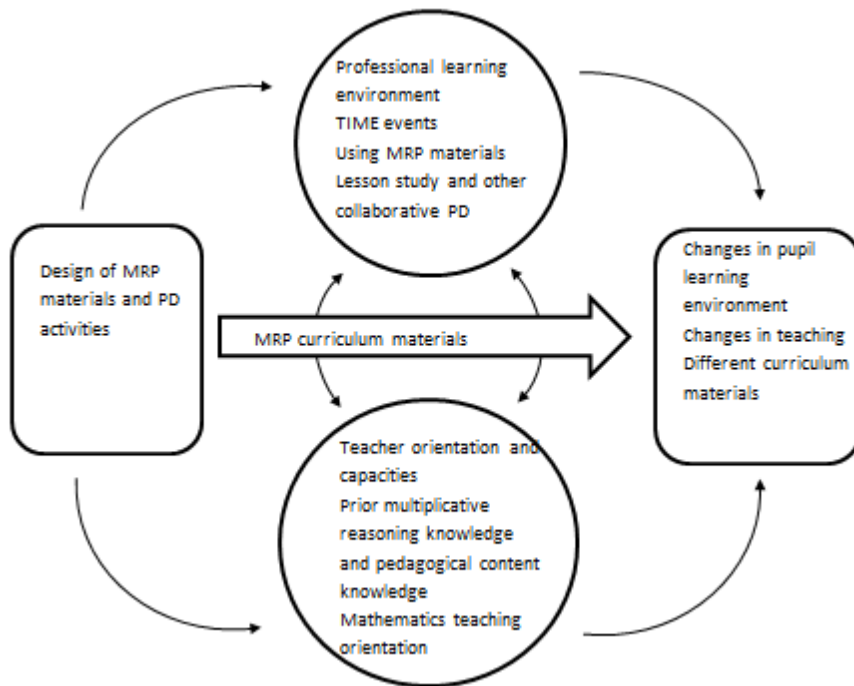 Professional learning
environment
TIME events
Using MRP materials
Lesson study and other
collaborative PD
Design of MRP
materials and PD
activities
MRP curriculum materials
Changes in pupil
learning
environment
Changes in teaching
Different curriculum
materials
Teacher orientation and
capacities
Prior multiplicative
reasoning knowledge
and pedagogical content
knowledge
Mathematics teaching
orientation